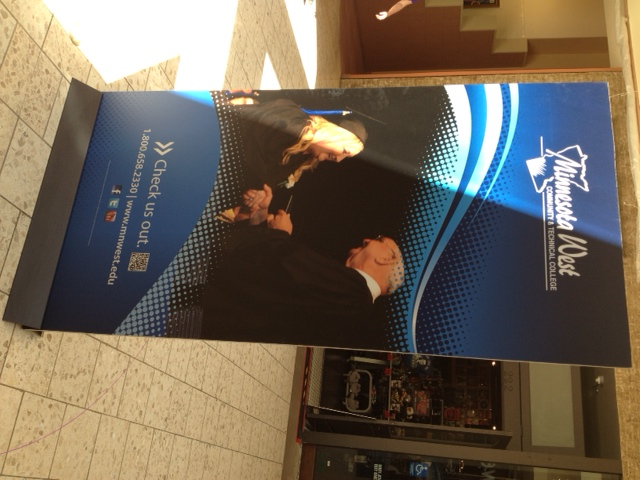 Minnesota West
COMMUNITY & TECHNICAL COLLEGE
Check us out.
1.800.658.2330 | www.mnwest.edu